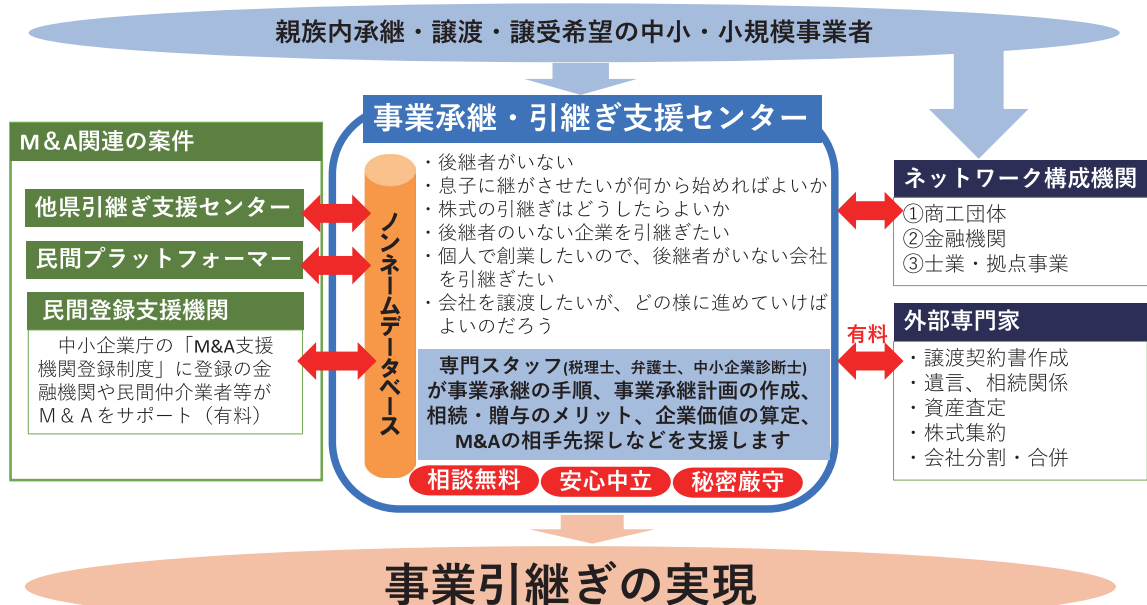 親族内承継・譲渡・譲受希望の中小・小規模事業者
事業承継・引継ぎ支援センター
M＆A関連の案件
他県引継ぎ支援センター
民間プラットフォーマー
民間登録支援機関
中小企業庁の「M&A支援
機関登録制度」に登録の金
融機関や民間仲介業者等が
M＆Aをサポート（有料）
ノンネームデータベース
・後継者がいない
・息子に継がさせたいが何から始めればよいか
・株式の引継ぎはどうしたらよいか
・後継者のいない企業を引継ぎたい
・個人で創業したいので、後継者がいない会社
を引継ぎたい
・会社を譲渡したいが、どの様に進めていけば
よいのだろう
専門スタッフ(税理士、弁護士、中小企業診断士)
が事業承継の手順、事業承継計画の作成、
相続・贈与のメリット、企業価値の算定、
M&Aの相手先探しなどを支援します
相談無料
安心中立
秘密厳守
ネットワーク構成機関
①商工団体
②金融機関
③士業・拠点事業
有料
外部専門家
・譲渡契約書作成
・遺言、相続関係
・資産査定
・株式集約
・会社分割・合併
事業引継ぎの実現